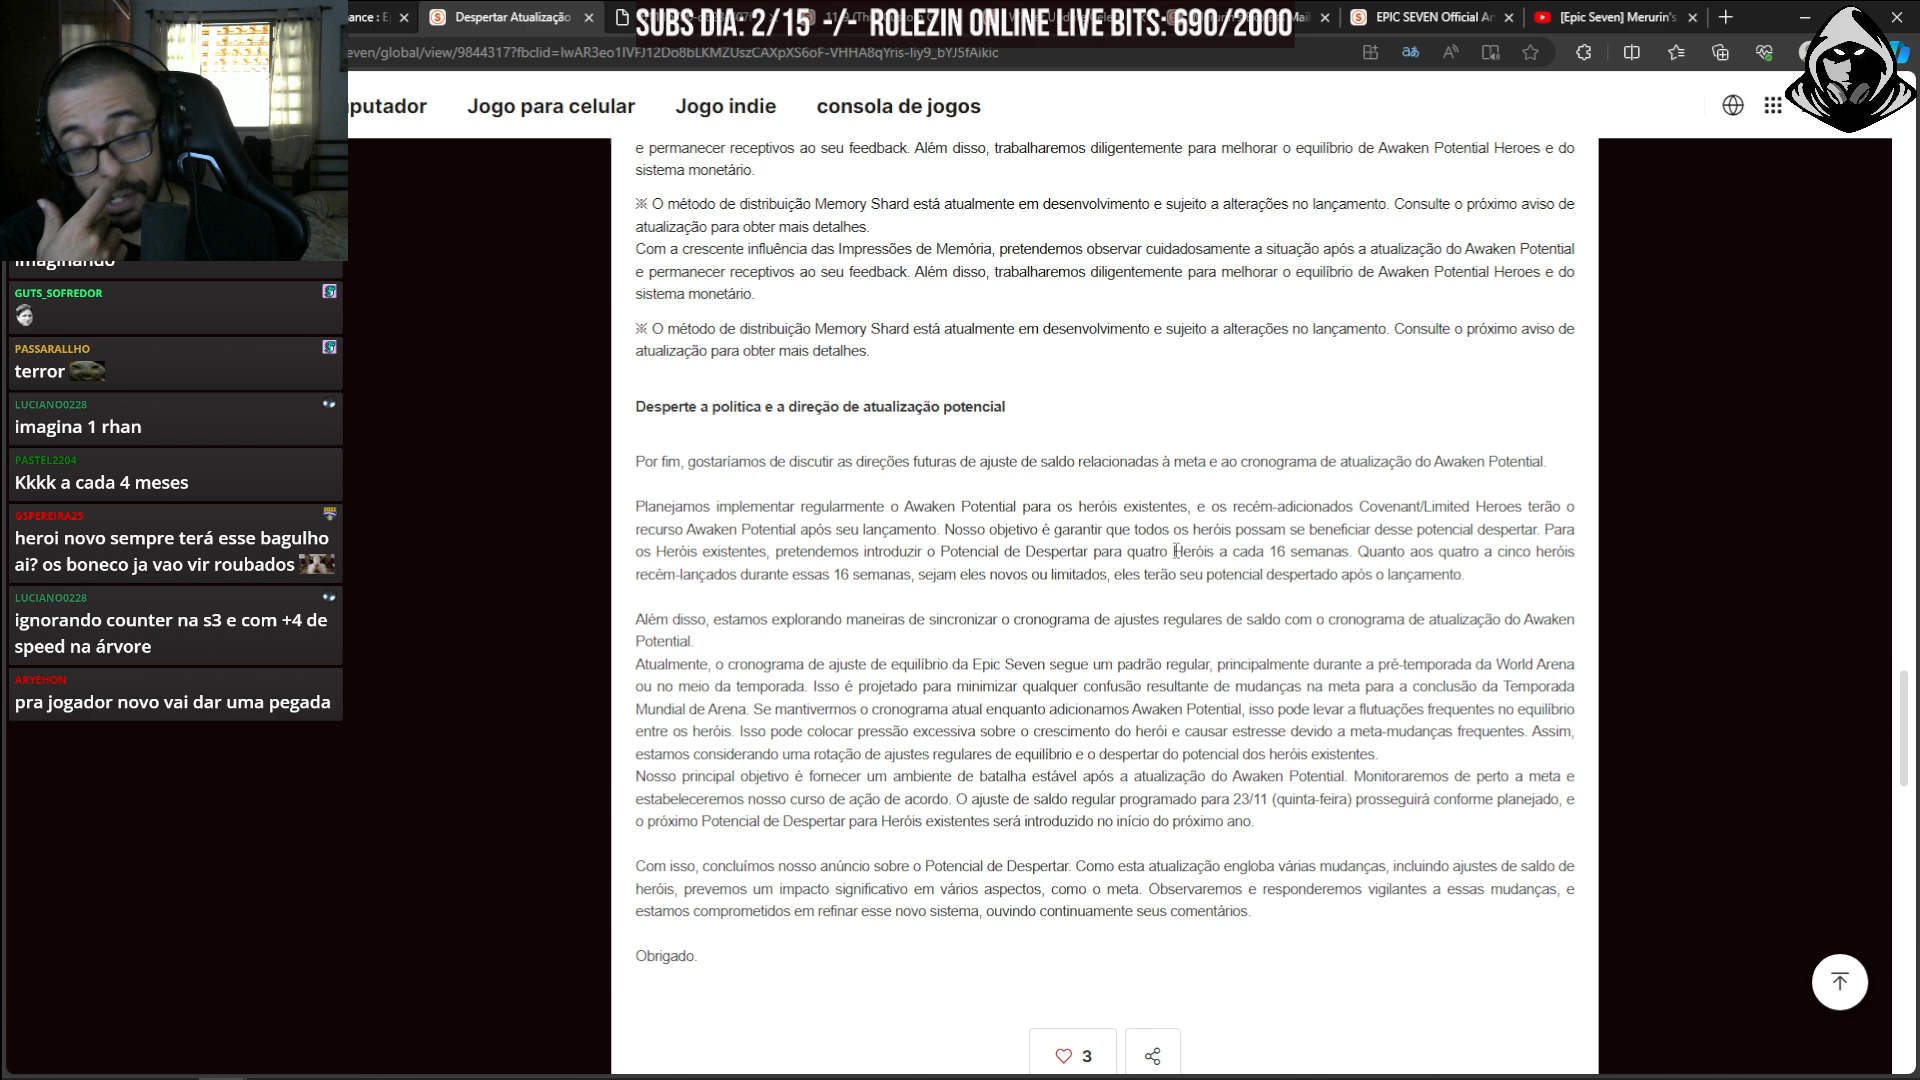 SUBS DIA: 2/15 -/- ROLEZIN ONLINE LIVE BITS: 690/2000
Despertar Atualização
EPIC SEVEN Official Ar
[Epic Seven] Merurin's
even/global/view/9844317?fbclid=IwAR3eo1IVFJ12Do8bLKMZUszCAXpXS6oF-VHHA8qYris-Iiy9_bYJ5fAikic
putador
Jogo para celular
Jogo indie
consola de jogos
e permanecer receptivos ao seu feedback. Além disso, trabalharemos diligentemente para melhorar o equilíbrio de Awaken Potential Heroes e do
sistema monetário.
※ O método de distribuição Memory Shard está atualmente em desenvolvimento e sujeito a alterações no lançamento. Consulte o próximo aviso de
atualização para obter mais detalhes.
Com a crescente influência das Impressões de Memória, pretendemos observar cuidadosamente a situação após a atualização do Awaken Potential
e permanecer receptivos ao seu feedback. Além disso, trabalharemos diligentemente para melhorar o equilíbrio de Awaken Potential Heroes e do
sistema monetário.
※ O método de distribuição Memory Shard está atualmente em desenvolvimento e sujeito a alterações no lançamento. Consulte o próximo aviso de
atualização para obter mais detalhes.
Desperte a política e a direção de atualização potencial
Por fim, gostaríamos de discutir as direções futuras de ajuste de saldo relacionadas à meta e ao cronograma de atualização do Awaken Potential.
Planejamos implementar regularmente o Awaken Potential para os heróis existentes, e os recém-adicionados Covenant/Limited Heroes terão o
recurso Awaken Potential após seu lançamento. Nosso objetivo é garantir que todos os heróis possam se beneficiar desse potencial despertar. Para
os Heróis existentes, pretendemos introduzir o Potencial de Despertar para quatro Heróis a cada 16 semanas. Quanto aos quatro a cinco heróis
recém-lançados durante essas 16 semanas, sejam eles novos ou limitados, eles terão seu potencial despertado após o lançamento.
Além disso, estamos explorando maneiras de sincronizar o cronograma de ajustes regulares de saldo com o cronograma de atualização do Awaken
Potential.
Atualmente, o cronograma de ajuste de equilíbrio da Epic Seven segue um padrão regular, principalmente durante a pré-temporada da World Arena
ou no meio da temporada. Isso é projetado para minimizar qualquer confusão resultante de mudanças na meta para a conclusão da Temporada
Mundial de Arena. Se mantivermos o cronograma atual enquanto adicionamos Awaken Potential, isso pode levar a flutuações frequentes no equilíbrio
entre os heróis. Isso pode colocar pressão excessiva sobre o crescimento do herói e causar estresse devido a meta-mudanças frequentes. Assim,
estamos considerando uma rotação de ajustes regulares de equilíbrio e o despertar do potencial dos heróis existentes.
Nosso principal objetivo é fornecer um ambiente de batalha estável após a atualização do Awaken Potential. Monitoraremos de perto a meta e
estabeleceremos nosso curso de ação de acordo. O ajuste de saldo regular programado para 23/11 (quinta-feira) prosseguirá conforme planejado, e
o próximo Potencial de Despertar para Heróis existentes será introduzido no início do próximo ano.
Com isso, concluímos nosso anúncio sobre o Potencial de Despertar. Como esta atualização engloba várias mudanças, incluindo ajustes de saldo de
heróis, prevemos um impacto significativo em vários aspectos, como o meta. Observaremos e responderemos vigilantes a essas mudanças, e
estamos comprometidos em refinar esse novo sistema, ouvindo continuamente seus comentários.
Obrigado.
3
imaginando
GUTS_SOFREDOR
PASSARALLHO
terror
LUCIANO0228
imagina 1 rhan
PASTEL2204
Kkkk a cada 4 meses
GSPEREIRA25
heroi novo sempre terá esse bagulho
ai? os boneco ja vao vir roubados
LUCIANO0228
ignorando counter na s3 e com +4 de
speed na árvore
ARYEHON
pra jogador novo vai dar uma pegada